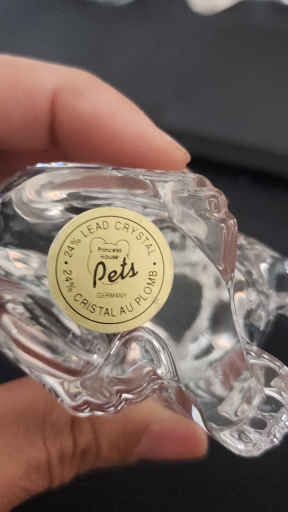 • 24% LEAD CRYSTAL •
Princess
House
Pets
GERMANY
24% CRISTAL AU PLOMB